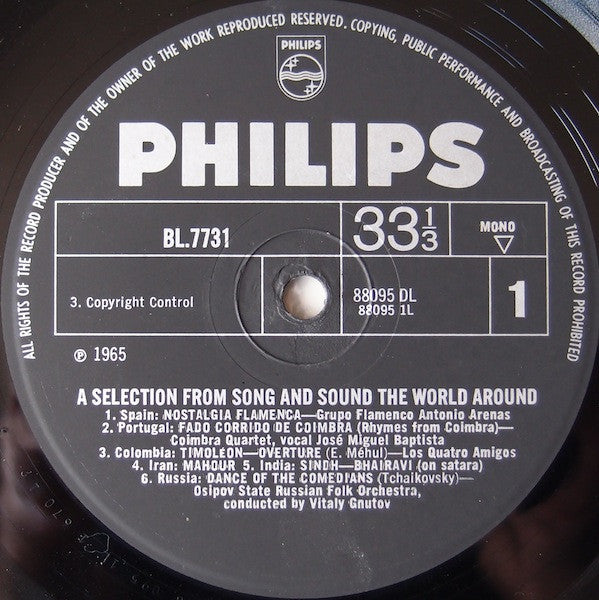 ALL RIGHTS OF THE RECORD PRODUCER AND OF THE OWNER OF THE WORK REPRODUCED RESERVED. COPYING, PUBLIC PERFORMANCE AND BROADCASTING OF THIS RECORD PROHIBITED
PHILIPS
PHILIPS
BL.7731
33⅓
MONO
3. Copyright Control
88095 DL
88095 1L
1
℗ 1965
A SELECTION FROM SONG AND SOUND THE WORLD AROUND
1. Spain: NOSTALGIA FLAMENCA—Grupo Flamenco Antonio Arenas
2. Portugal: FADO CORRIDO DE COIMBRA (Rhymes from Coimbra)—
Coimbra Quartet, vocal José Miguel Baptista
3. Colombia: TIMOLEON—OVERTURE (E. Méhul)—Los Quatro Amigos
4. Iran: MAHOUR 5. India: SINDH—BHAIRAVI (on satara)
6. Russia: DANCE OF THE COMEDIANS (Tchaikovsky)—
Osipov State Russian Folk Orchestra,
conducted by Vitaly Gnutov